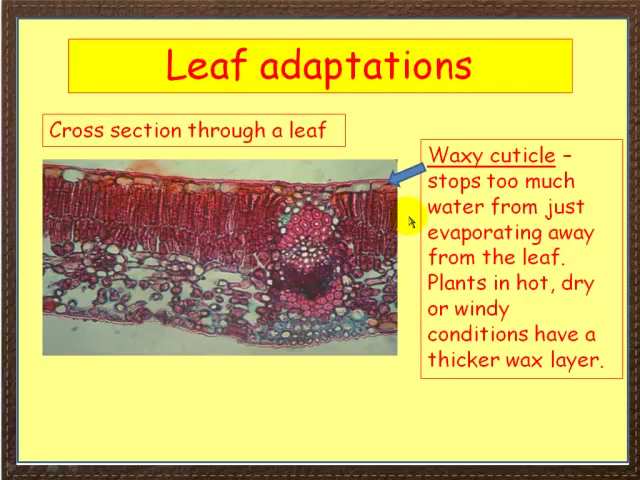 Leaf adaptations
Cross section through a leaf
Waxy cuticle –
stops too much
water from just
evaporating away
from the leaf.
Plants in hot, dry
or windy
conditions have a
thicker wax layer.